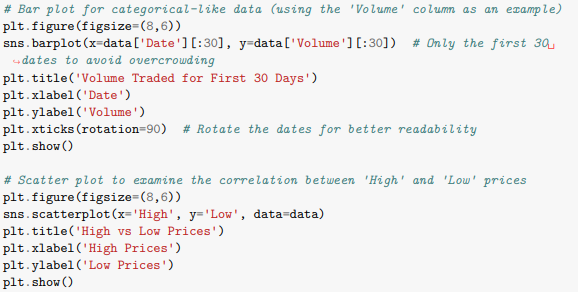 # Bar plot for categorical-like data (using the 'Volume' column as an example)
plt.figure(figsize=(8,6))
sns.barplot(x=data['Date'][:30], y=data['Volume'][:30])  # Only the first 30␣
↪dates to avoid overcrowding
plt.title('Volume Traded for First 30 Days')
plt.xlabel('Date')
plt.ylabel('Volume')
plt.xticks(rotation=90)  # Rotate the dates for better readability
plt.show()

# Scatter plot to examine the correlation between 'High' and 'Low' prices
plt.figure(figsize=(8,6))
sns.scatterplot(x='High', y='Low', data=data)
plt.title('High vs Low Prices')
plt.xlabel('High Prices')
plt.ylabel('Low Prices')
plt.show()